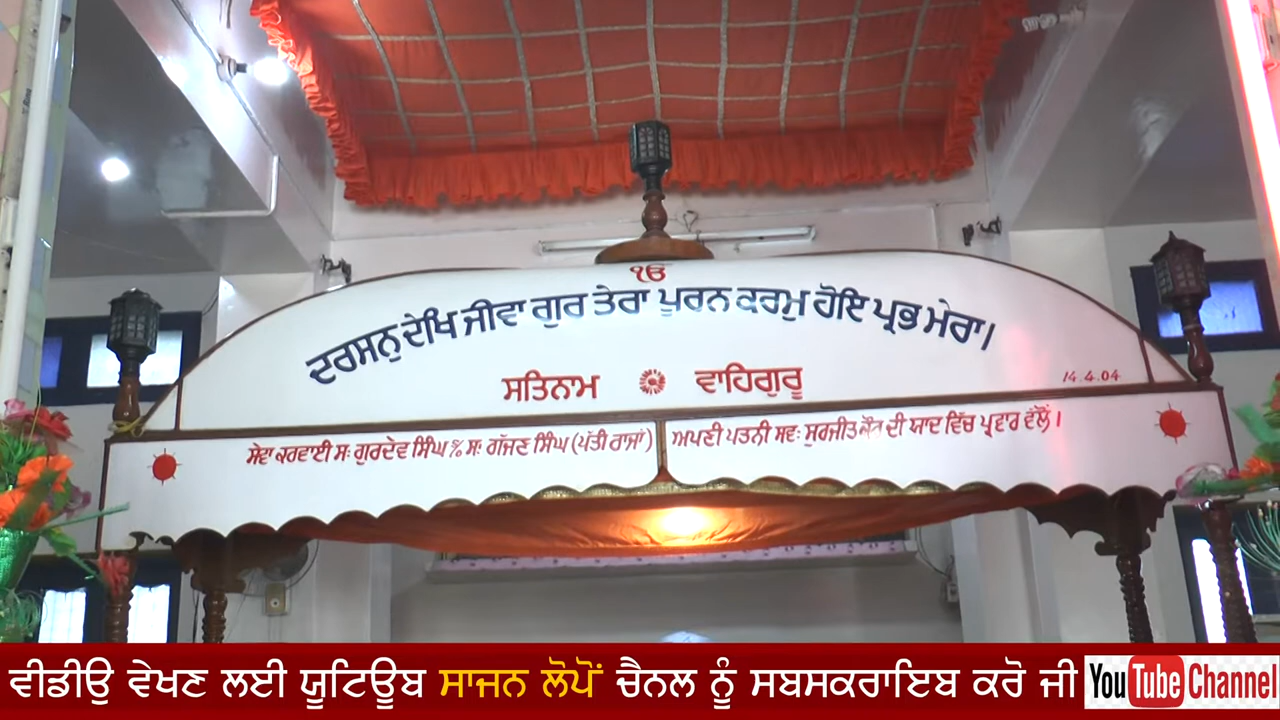 ੴ
ਦਰਸਨੁ ਦੇਖਿ ਜੀਵਾ ਗੁਰ ਤੇਰਾ ਪੂਰਨ ਕਰਮੁ ਹੋਇ ਪ੍ਰਭ ਮੇਰਾ।
ਸਤਿਨਾਮ ਵਾਹਿਗੁਰੂ
14.4.04
ਸੇਵਾ ਕਰਵਾਈ ਸ: ਗੁਰਦੇਵ ਸਿੰਘ S/o ਸ: ਗੱਜਣ ਸਿੰਘ (ਪੱਤੀ ਰਾਜਾਂ) ਅਪਣੀ ਪਤਨੀ ਸਵ: ਸੁਰਜੀਤ ਕੌਰ ਦੀ ਯਾਦ ਵਿੱਚ ਪ੍ਰਵਾਰ ਵੱਲੋਂ।
ਵੀਡੀਉ ਵੇਖਣ ਲਈ ਯੂਟਿਊਬ ਸਾਜਨ ਲੋਪੋਂ ਚੈਨਲ ਨੂੰ ਸਬਸਕਰਾਇਬ ਕਰੋ ਜੀ YouTube Channel